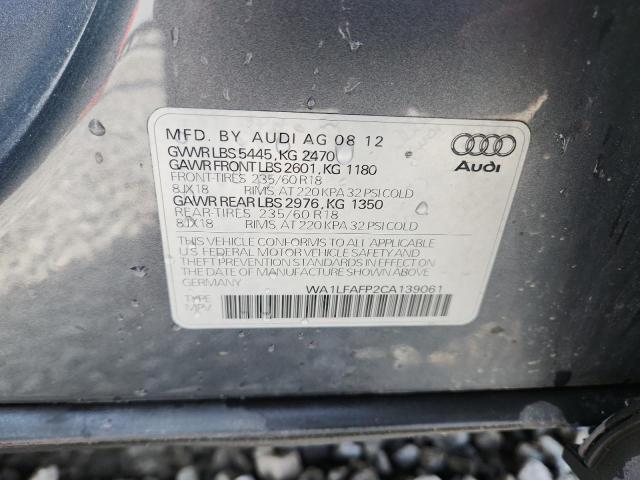 MFD. BY AUDI AG 08 12
GVWR LBS 5445, KG 2470
GAWR FRONT LBS 2601, KG 1180
FRONT-TIRES 235/60 R18
8JX18 RIMS, AT 220 KPA 32 PSI COLD
GAWR REAR LBS 2976, KG 1350
REAR-TIRES 235/60 R18
8JX18 RIMS, AT 220 KPA 32 PSI COLD
THIS VEHICLE CONFORMS TO ALL APPLICABLE
U.S. FEDERAL MOTOR VEHICLE SAFETY AND
THEFT PREVENTION STANDARDS IN EFFECT
ON THE DATE OF MANUFACTURE SHOWN ABOVE.
GERMANY WA1LFAFP2CA139061
TYPE:
MPV
Audi